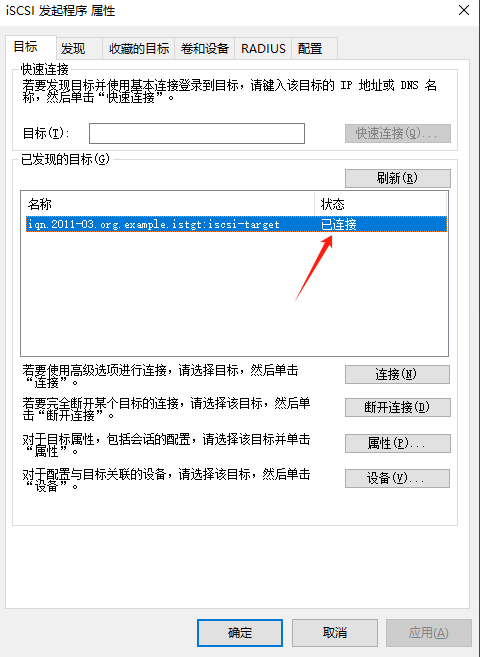 iSCSI 发起程序 属性
目标 发现 收藏的目标 卷和设备 RADIUS 配置
快速连接
若要发现目标并使用基本连接登录到目标，请键入该目标的 IP 地址或 DNS 名
称，然后单击“快速连接”。
目标(T): 快速连接(Q)...
已发现的目标(G)
刷新(R)
名称 状态
iqn.2011-03.org.example.istgt:iscsi-target 已连接
若要使用高级选项进行连接，请选择目标，然后单击
“连接”。
连接(N)
若要完全断开某个目标的连接，请选择该目标，然后单
击“断开连接”。
断开连接(D)
对于目标属性，包括会话的配置，请选择该目标并单击
“属性”。
属性(P)...
对于配置与目标关联的设备，请选择该目标，然后单击
“设备”。
设备(V)...
确定 取消 应用(A)